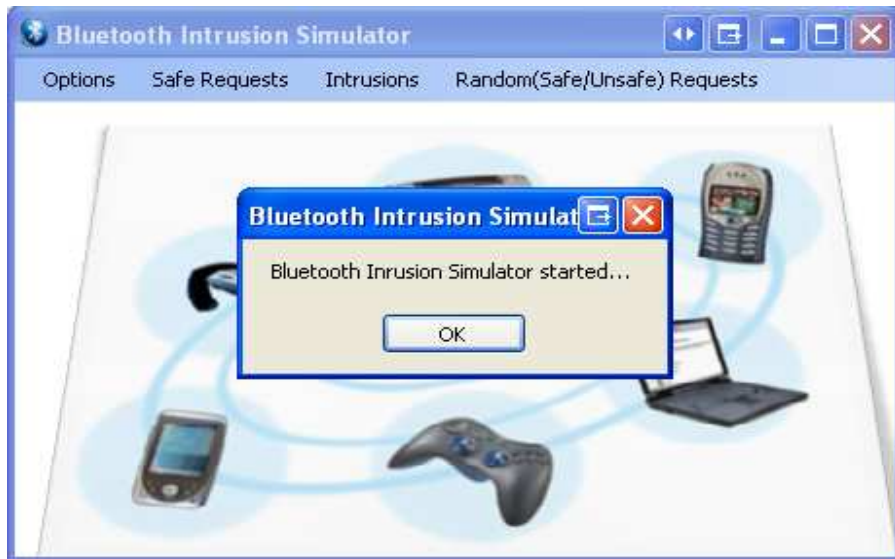 Bluetooth Intrusion Simulator
Options Safe Requests Intrusions Random(Safe/Unsafe) Requests
Bluetooth Intrusion Simulat
Bluetooth Inrusion Simulator started...
OK